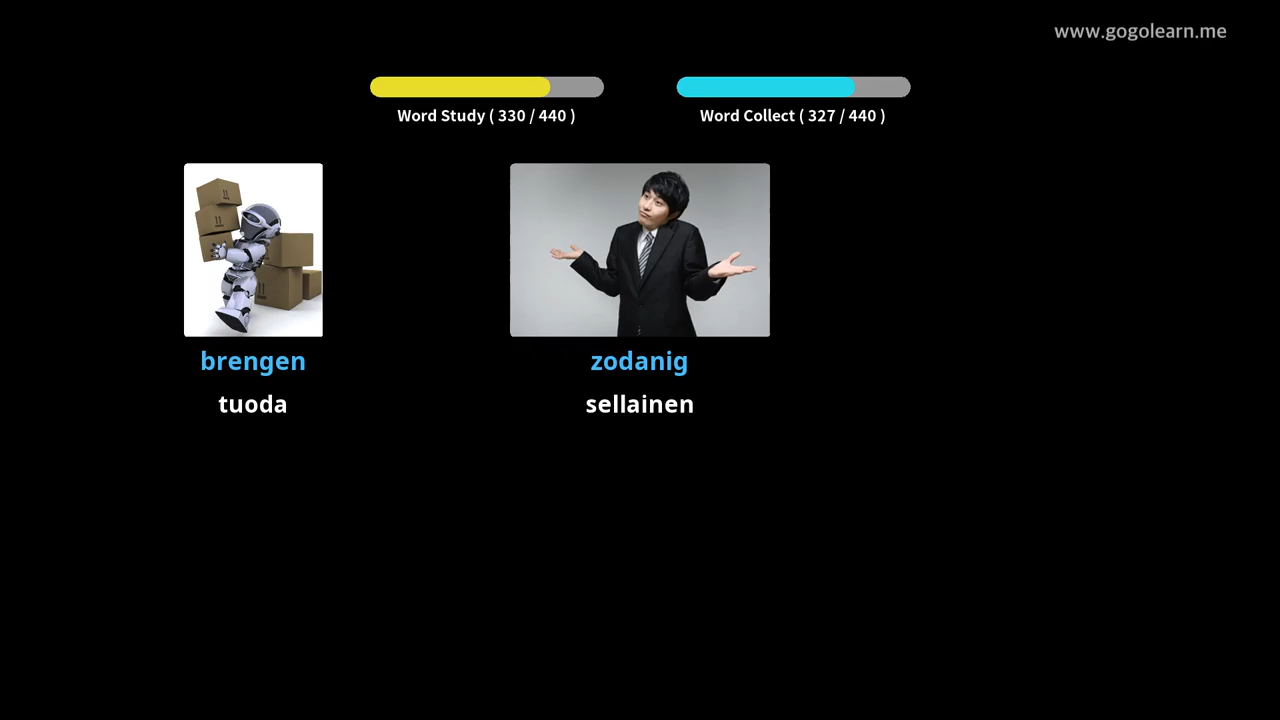 www.gogolearn.me
Word Study ( 330 / 440 )
Word Collect ( 327 / 440 )
brengen
zodanig
tuoda
sellainen